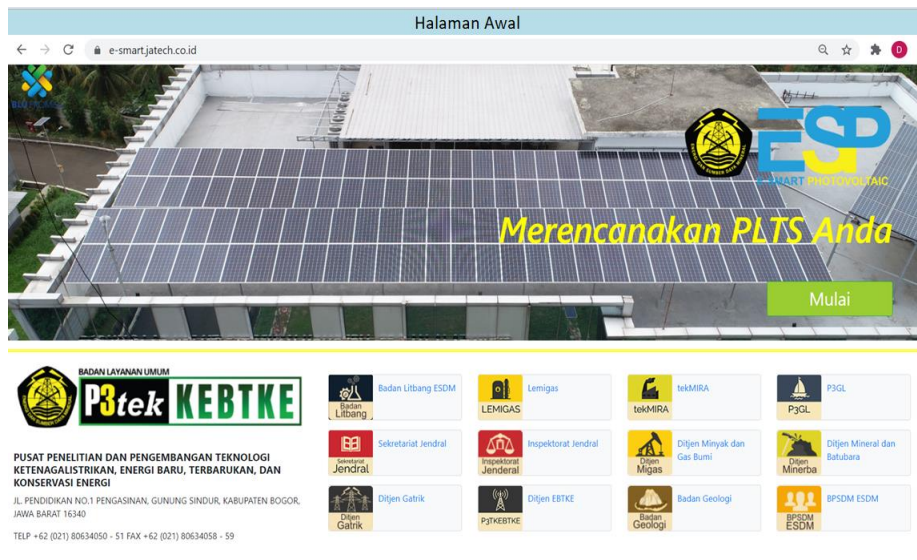 Halaman Awal
e-smart.jatech.co.id
D
ESP
E-SMART PHOTOVOLTAIC
Merencanakan PLTS Anda
Mulai
BADAN LAYANAN UMUM
P3tek KEBTKE
PUSAT PENELITIAN DAN PENGEMBANGAN TEKNOLOGI
KETENAGALISTRIKAN, ENERGI BARU, TERBARUKAN, DAN
KONSERVASI ENERGI
JL. PENDIDIKAN NO.1 PENGASINAN, GUNUNG SINDUR, KABUPATEN BOGOR,
JAWA BARAT 16340
TELP +62 (021) 80634050 - 51 FAX +62 (021) 80634058 - 59
Badan
Litbang
Badan Litbang ESDM
LEMIGAS
Lemigas
tekMIRA
tekMIRA
P3GL
P3GL
Sekretariat
Jendral
Sekretariat Jendral
Inspektorat
Jenderal
Inspektorat Jendral
Ditjen
Migas
Ditjen Minyak dan
Gas Bumi
Ditjen
Minerba
Ditjen Mineral dan
Batubara
Ditjen
Gatrik
Ditjen Gatrik
P3TKEBTKE
Ditjen EBTKE
Badan
Geologi
Badan Geologi
BPSDM
ESDM
BPSDM ESDM